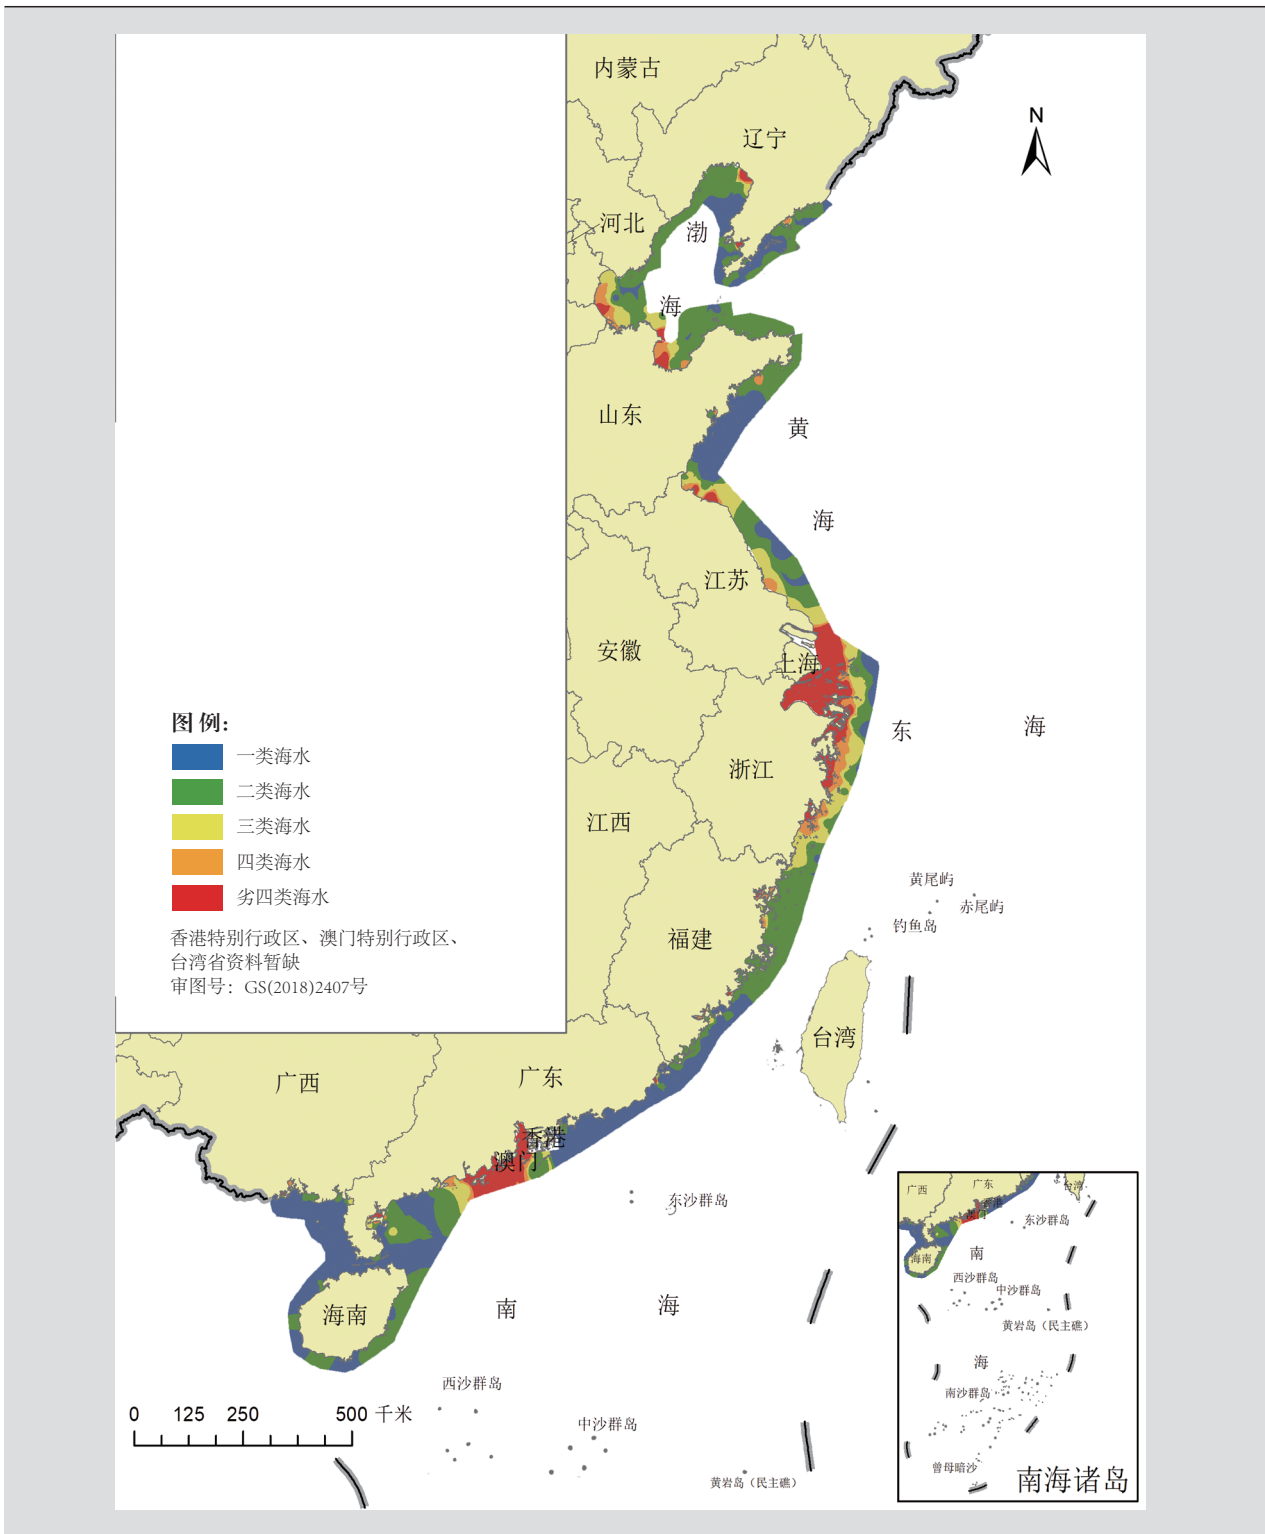 内蒙古
N
辽宁
河北
渤
海
山东
黄
海
江苏
安徽
上海
图 例:
一类海水
二类海水
三类海水
四类海水
劣四类海水
香港特别行政区、澳门特别行政区、
台湾省资料暂缺
审图号：GS(2018)2407号
东
海
浙江
江西
黄尾屿
赤尾屿
钓鱼岛
福建
台湾
广西
广东
香港
澳门
东沙群岛
海南
南
海
西沙群岛
中沙群岛
黄岩岛（民主礁）
0 125 250 500 千米
广西
广东
台湾
香港
澳门
东沙群岛
海南
南
西沙群岛
中沙群岛
黄岩岛（民主礁）
海
南沙群岛
曾母暗沙
南海诸岛